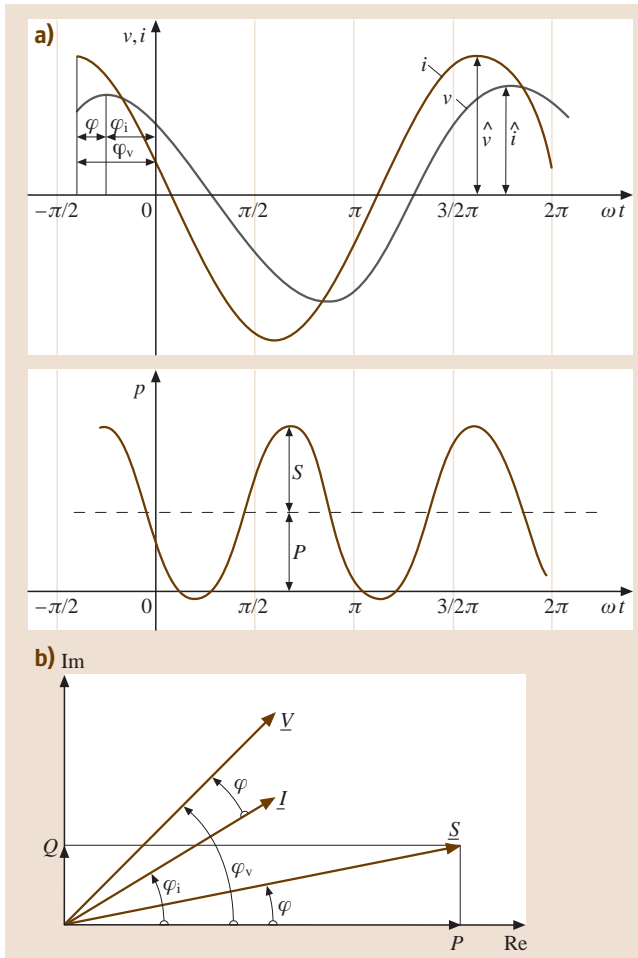 a)
v, i
i
v
φ φi
φv
v̂ î
−π/2 0 π/2 π 3/2π 2π ωt
p
S
P
−π/2 0 π/2 π 3/2π 2π ωt
b)
Im
V
φ
I
Q
S
φi
φv
φ
P Re